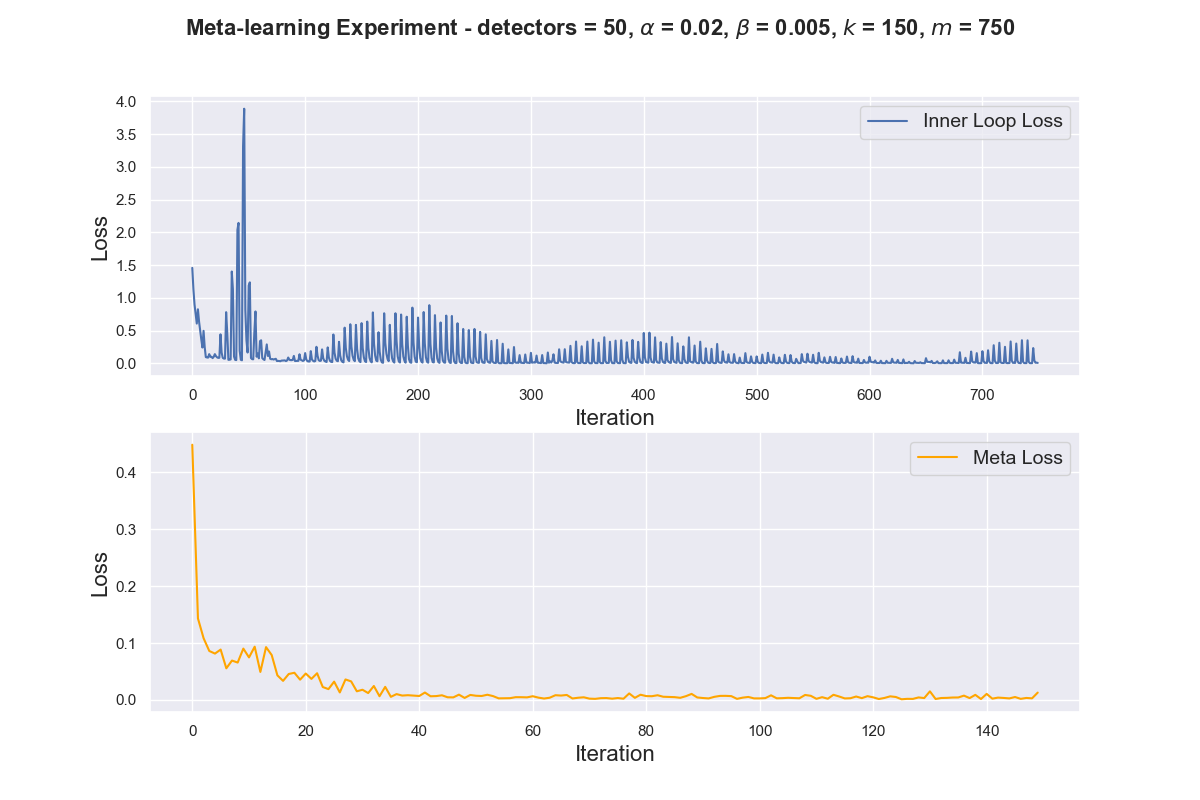 Meta-learning Experiment - detectors = 50, α = 0.02, β = 0.005, k = 150, m = 750
Inner Loop Loss
4.0
3.5
3.0
2.5
2.0
1.5
1.0
0.5
0.0
Loss
0 100 200 300 400 500 600 700
Iteration
Meta Loss
0.4
0.3
0.2
0.1
0.0
Loss
0 20 40 60 80 100 120 140
Iteration